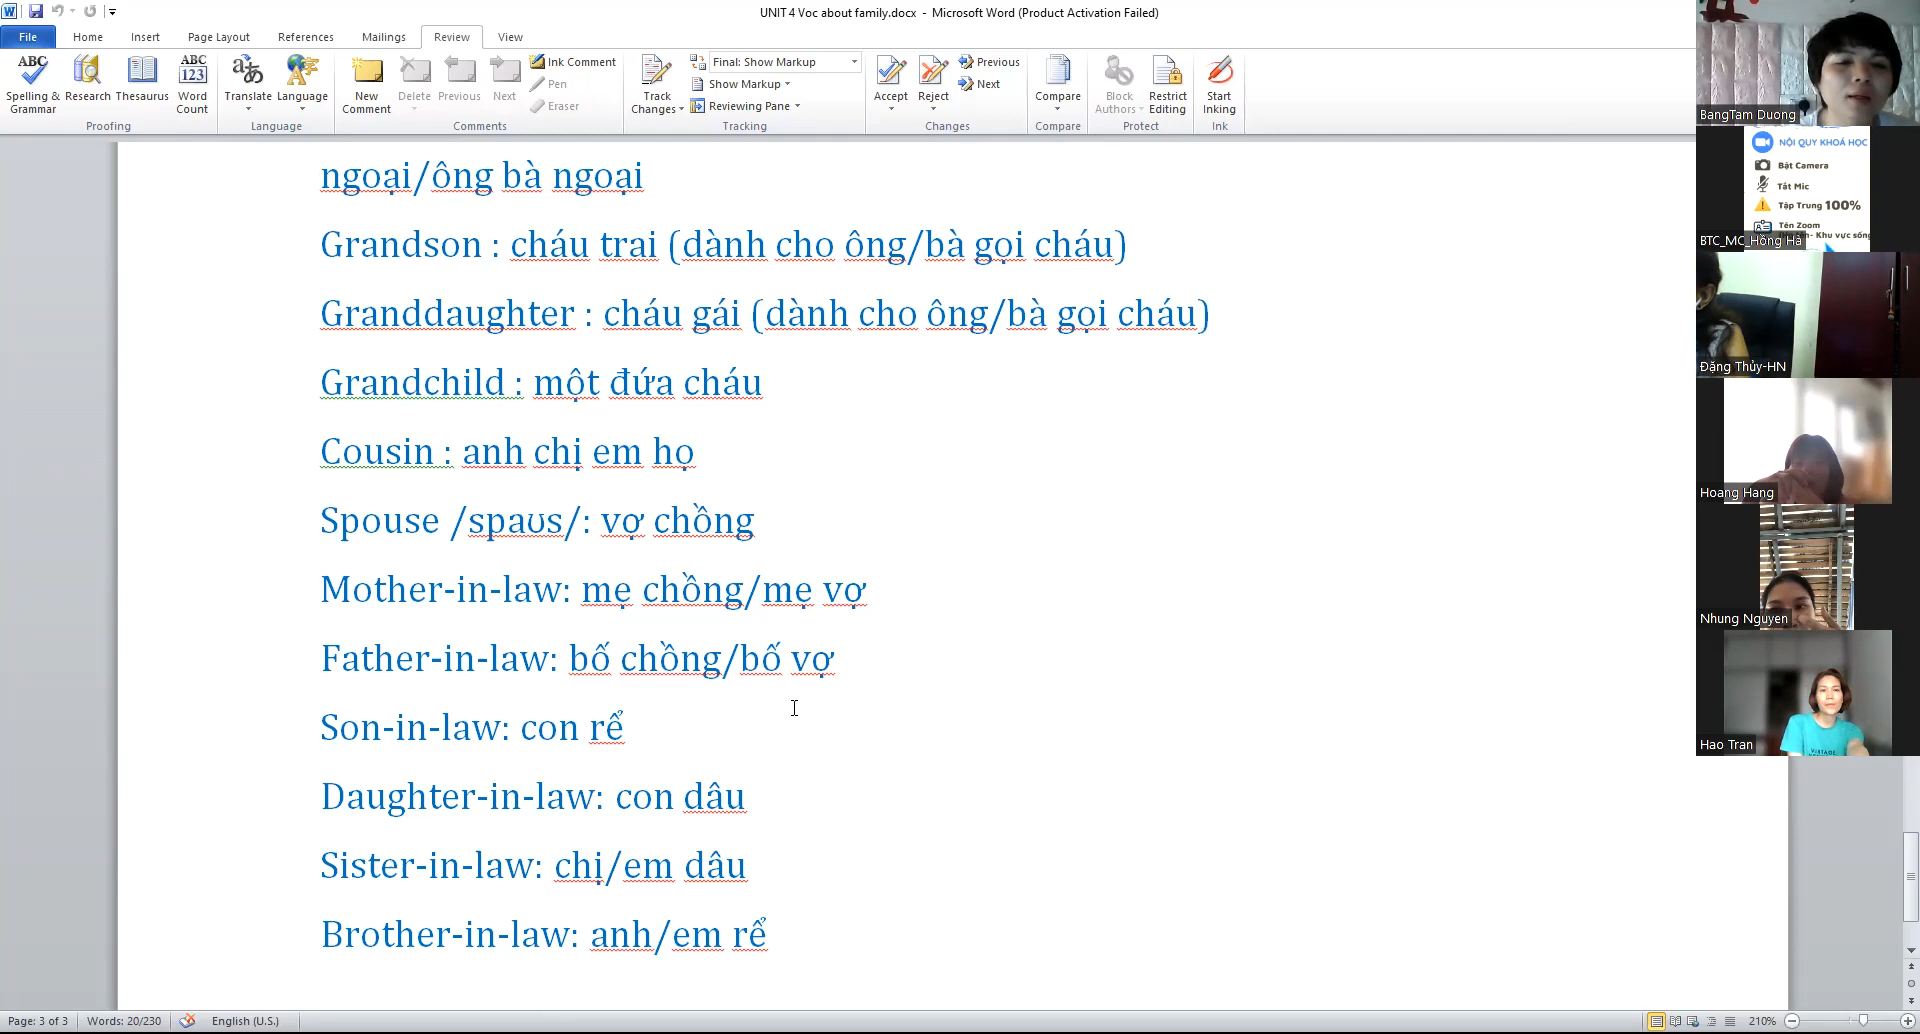 UNIT 4 Voc about family.docx - Microsoft Word (Product Activation Failed)
File Home Insert Page Layout References Mailings Review View
ABC Spelling & Grammar
Research
Thesaurus
ABC 123 Word Count
Proofing
Translate
Language
Language
New Comment
Delete
Previous
Next
Ink Comment
Pen
Eraser
Comments
Track Changes
Final: Show Markup
Show Markup
Reviewing Pane
Tracking
Accept
Reject
Previous
Next
Changes
Compare
Compare
Block Authors
Restrict Editing
Protect
Start Inking
Ink
ngoại/ông bà ngoại
Grandson : cháu trai (dành cho ông/bà gọi cháu)
Granddaughter : cháu gái (dành cho ông/bà gọi cháu)
Grandchild : một đứa cháu
Cousin : anh chị em họ
Spouse /spaʊs/: vợ chồng
Mother-in-law: mẹ chồng/mẹ vợ
Father-in-law: bố chồng/bố vợ
Son-in-law: con rể
Daughter-in-law: con dâu
Sister-in-law: chị/em dâu
Brother-in-law: anh/em rể
BangTam Duong
NỘI QUY KHOÁ HỌC
Bật Camera
Tắt Mic
Tập Trung 100%
Tên Zoom
Khu vực sống
BTC_MC_Hồng Hà
Đặng Thủy-HN
Hoang Hang
Nhung Nguyen
VINTAGE
Hao Tran
Page: 3 of 3 Words: 20/230 English (U.S.) 210%